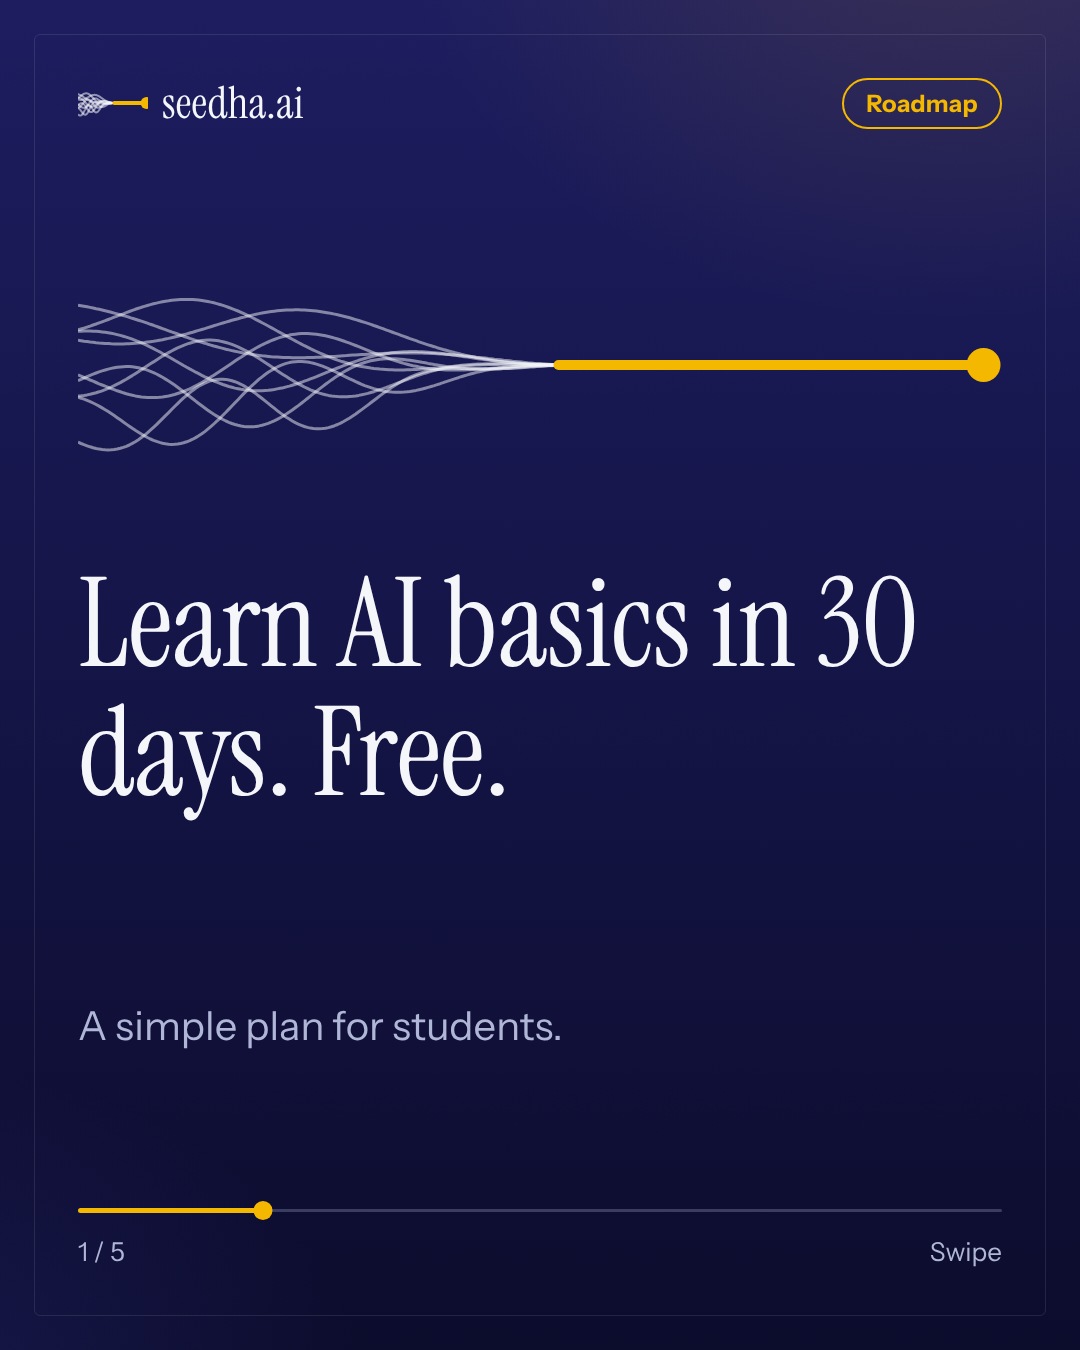 seedha.ai
Roadmap
Learn AI basics in 30
days. Free.
A simple plan for students.
1 / 5
Swipe